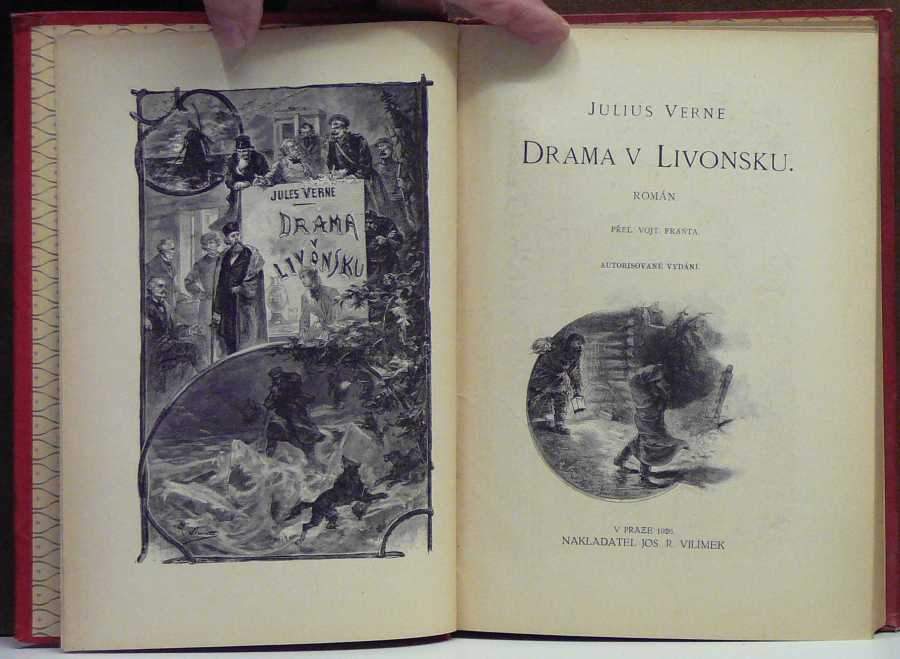 JULES VERNE
DRAMA
V
LIVONSKU
JULIUS VERNE
DRAMA V LIVONSKU.
ROMÁN
PŘEL. VOJT. FRANTA
AUTORISOVANÉ VYDÁNÍ
V PRAZE
NAKLADATEL JOS. R. VILÍMEK